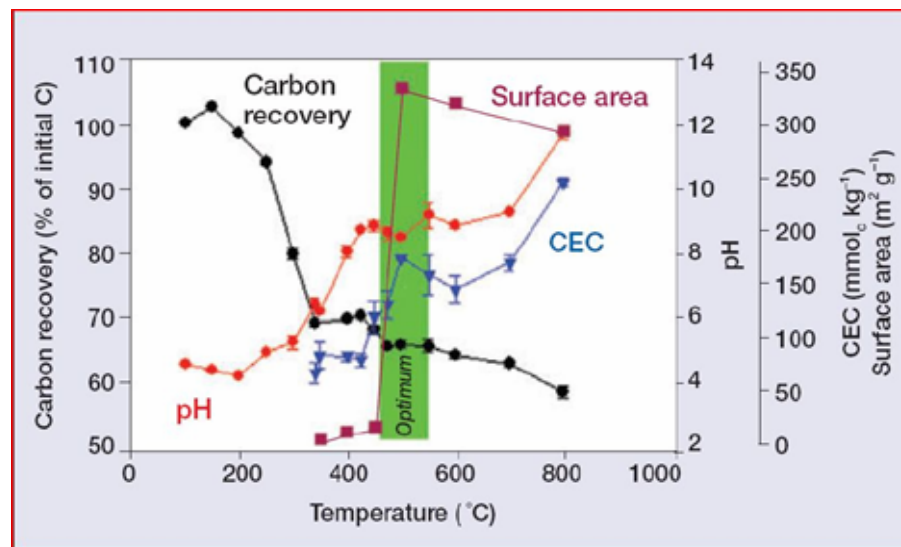 110
100
90
80
70
60
50
Carbon recovery (% of initial C)
Carbon
recovery
Surface area
CEC
pH
Optimum
0
200
400
600
800
1000
Temperature (°C)
14
12
10
8
6
4
2
pH
350
300
250
200
150
100
50
0
CEC (mmolc kg⁻¹)
Surface area (m² g⁻¹)